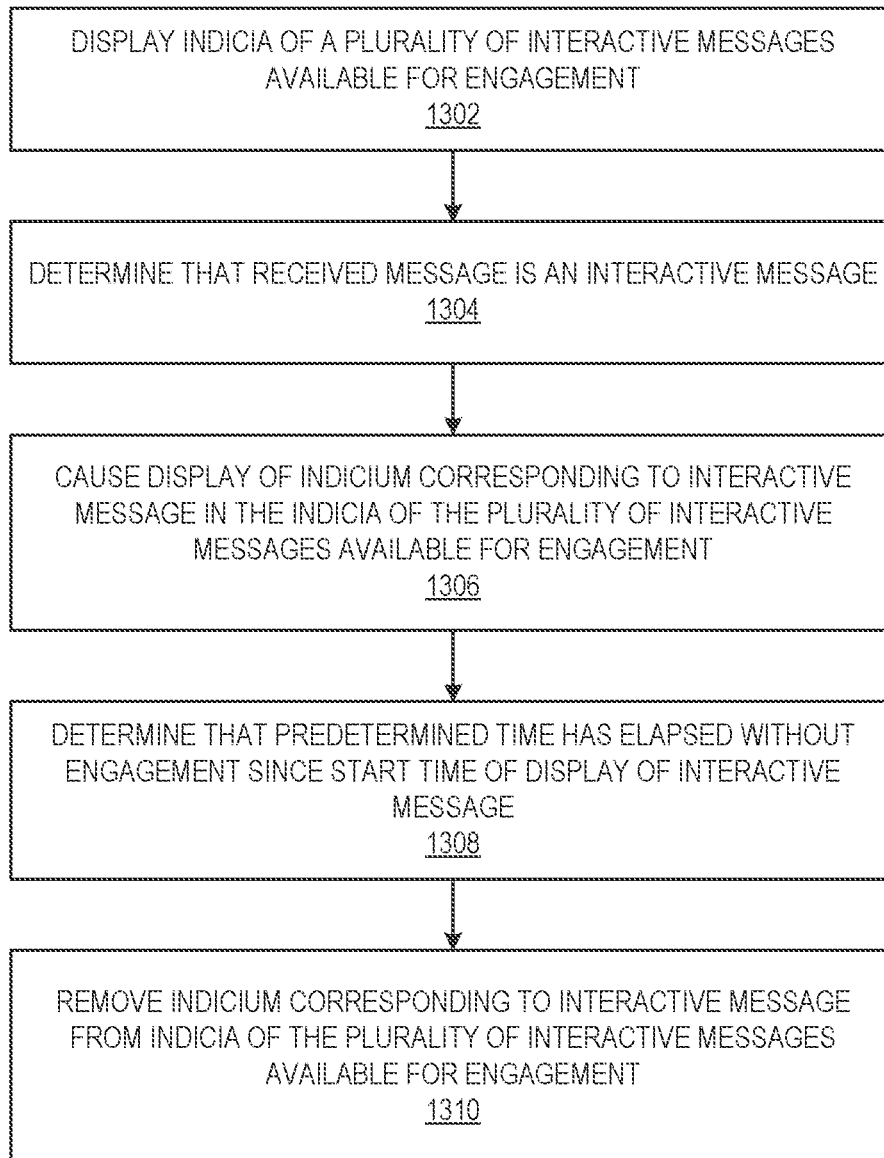 DISPLAY INDICIA OF A PLURALITY OF INTERACTIVE MESSAGES
AVAILABLE FOR ENGAGEMENT
1302
DETERMINE THAT RECEIVED MESSAGE IS AN INTERACTIVE MESSAGE
1304
CAUSE DISPLAY OF INDICIUM CORRESPONDING TO INTERACTIVE
MESSAGE IN THE INDICIA OF THE PLURALITY OF INTERACTIVE
MESSAGES AVAILABLE FOR ENGAGEMENT
1306
DETERMINE THAT PREDETERMINED TIME HAS ELAPSED WITHOUT
ENGAGEMENT SINCE START TIME OF DISPLAY OF INTERACTIVE
MESSAGE
1308
REMOVE INDICIUM CORRESPONDING TO INTERACTIVE MESSAGE
FROM INDICIA OF THE PLURALITY OF INTERACTIVE MESSAGES
AVAILABLE FOR ENGAGEMENT
1310